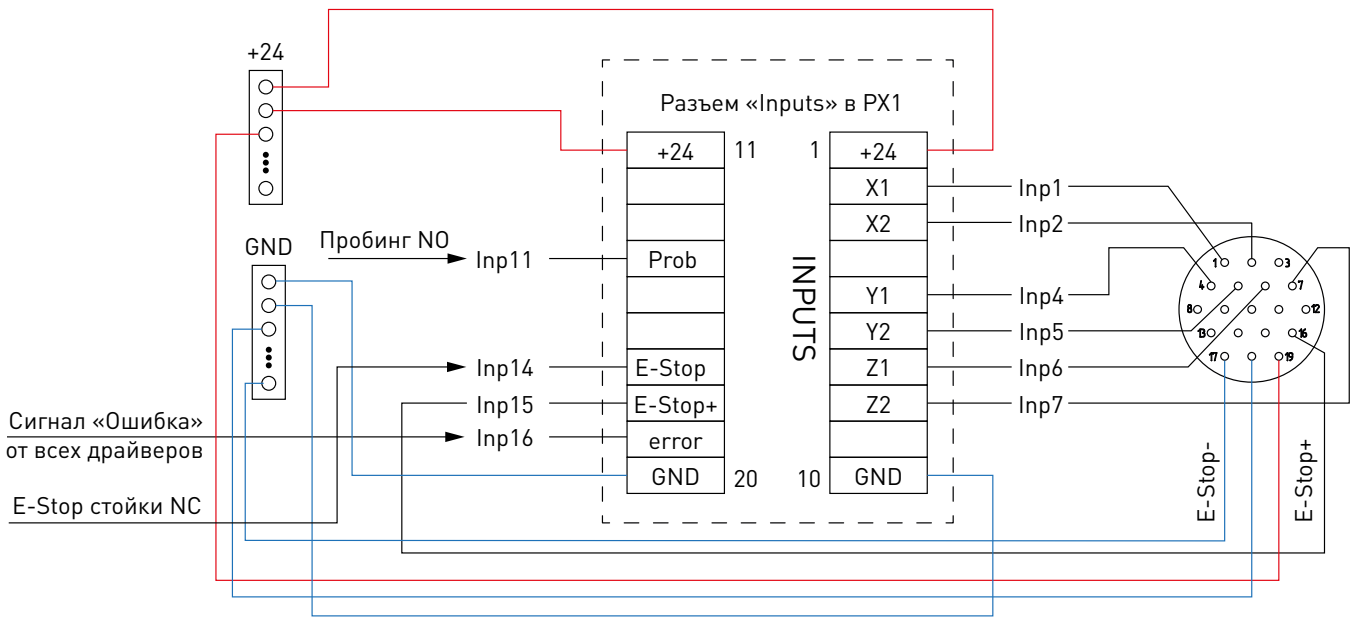 +24
Разъем «Inputs» в PX1
+24
11
1
+24
X1
Inp1
X2
Inp2
GND
Пробинг NO
Inp11
Prob
INPUTS
Y1
Inp4
Y2
Inp5
E-Stop
Inp14
Z1
Inp6
E-Stop+
Inp15
Z2
Inp7
Сигнал «Ошибка»
от всех драйверов
Inp16
error
GND
20
10
GND
E-Stop стойки NC
1
3
4
7
8
12
13
16
17
19
E-Stop-
E-Stop+